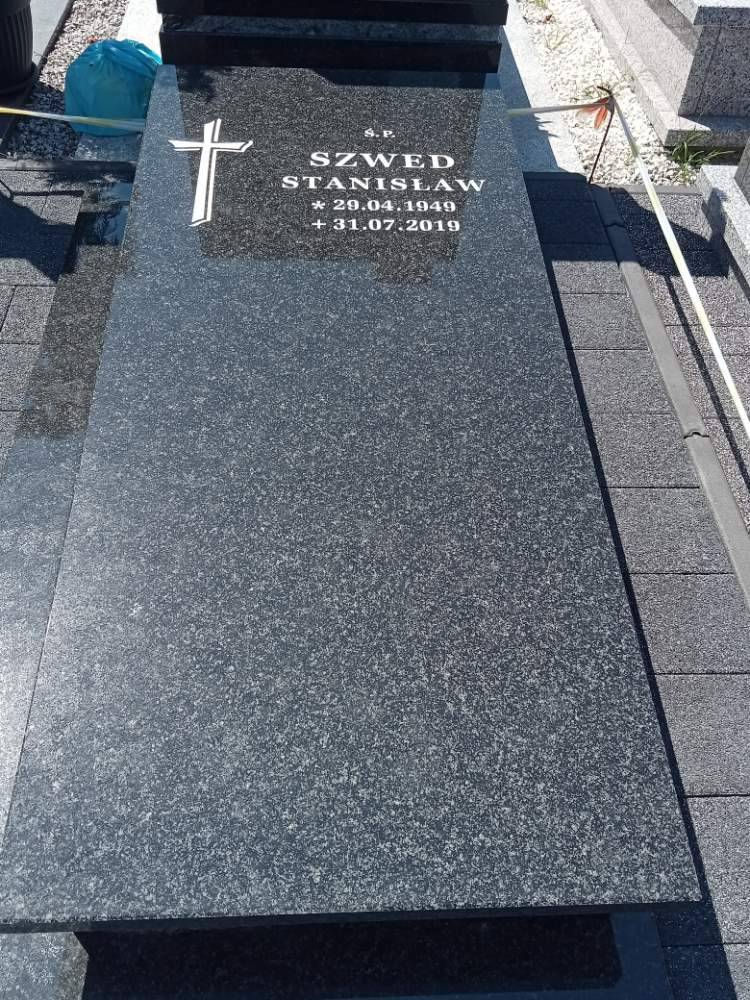 Ś. P.
SZWED
STANISŁAW
* 29.04.1949
+ 31.07.2019